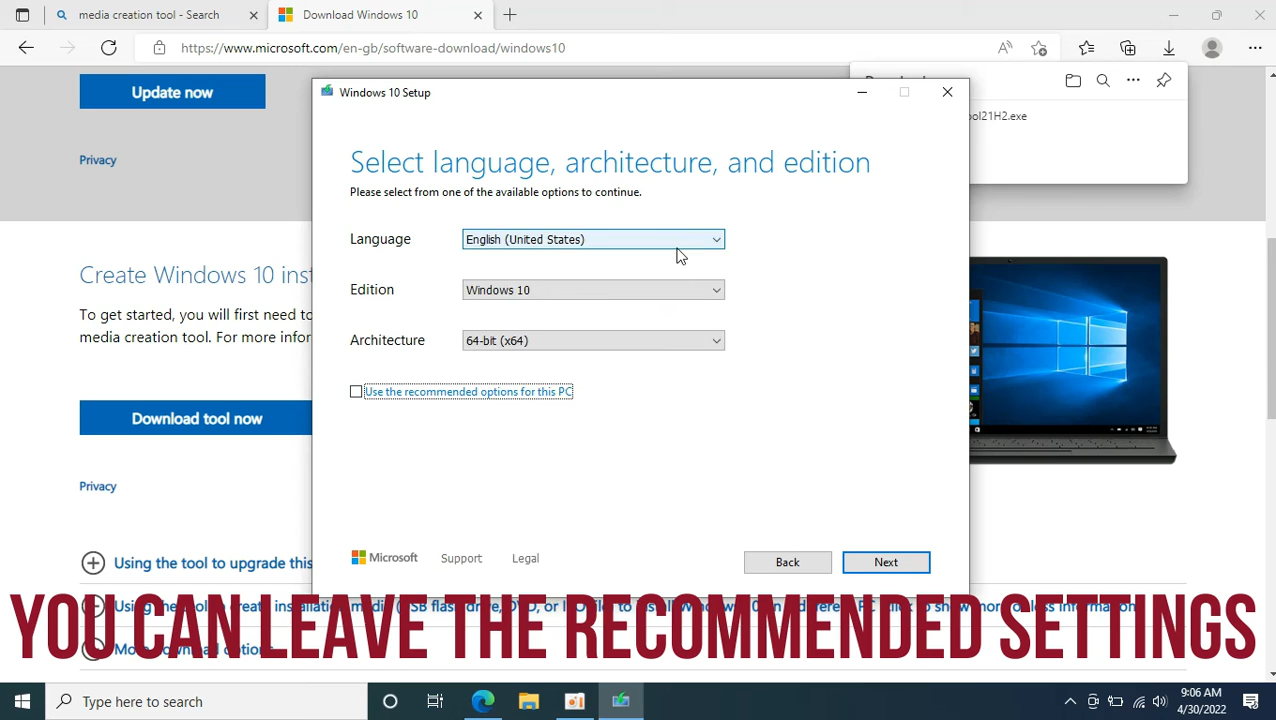 media creation tool - Search
Download Windows 10
https://www.microsoft.com/en-gb/software-download/windows10
Update now
Privacy
ool21H2.exe
Windows 10 Setup
Select language, architecture, and edition
Please select from one of the available options to continue.
Language
English (United States)
Edition
Windows 10
Architecture
64-bit (x64)
Use the recommended options for this PC
Create Windows 10 inst
To get started, you will first need to
media creation tool. For more infor
Download tool now
Privacy
Microsoft
Support
Legal
Back
Next
Using the tool to upgrade this
YOU CAN LEAVE THE RECOMMENDED SETTINGS
More download options
Type here to search
9:06 AM
4/30/2022